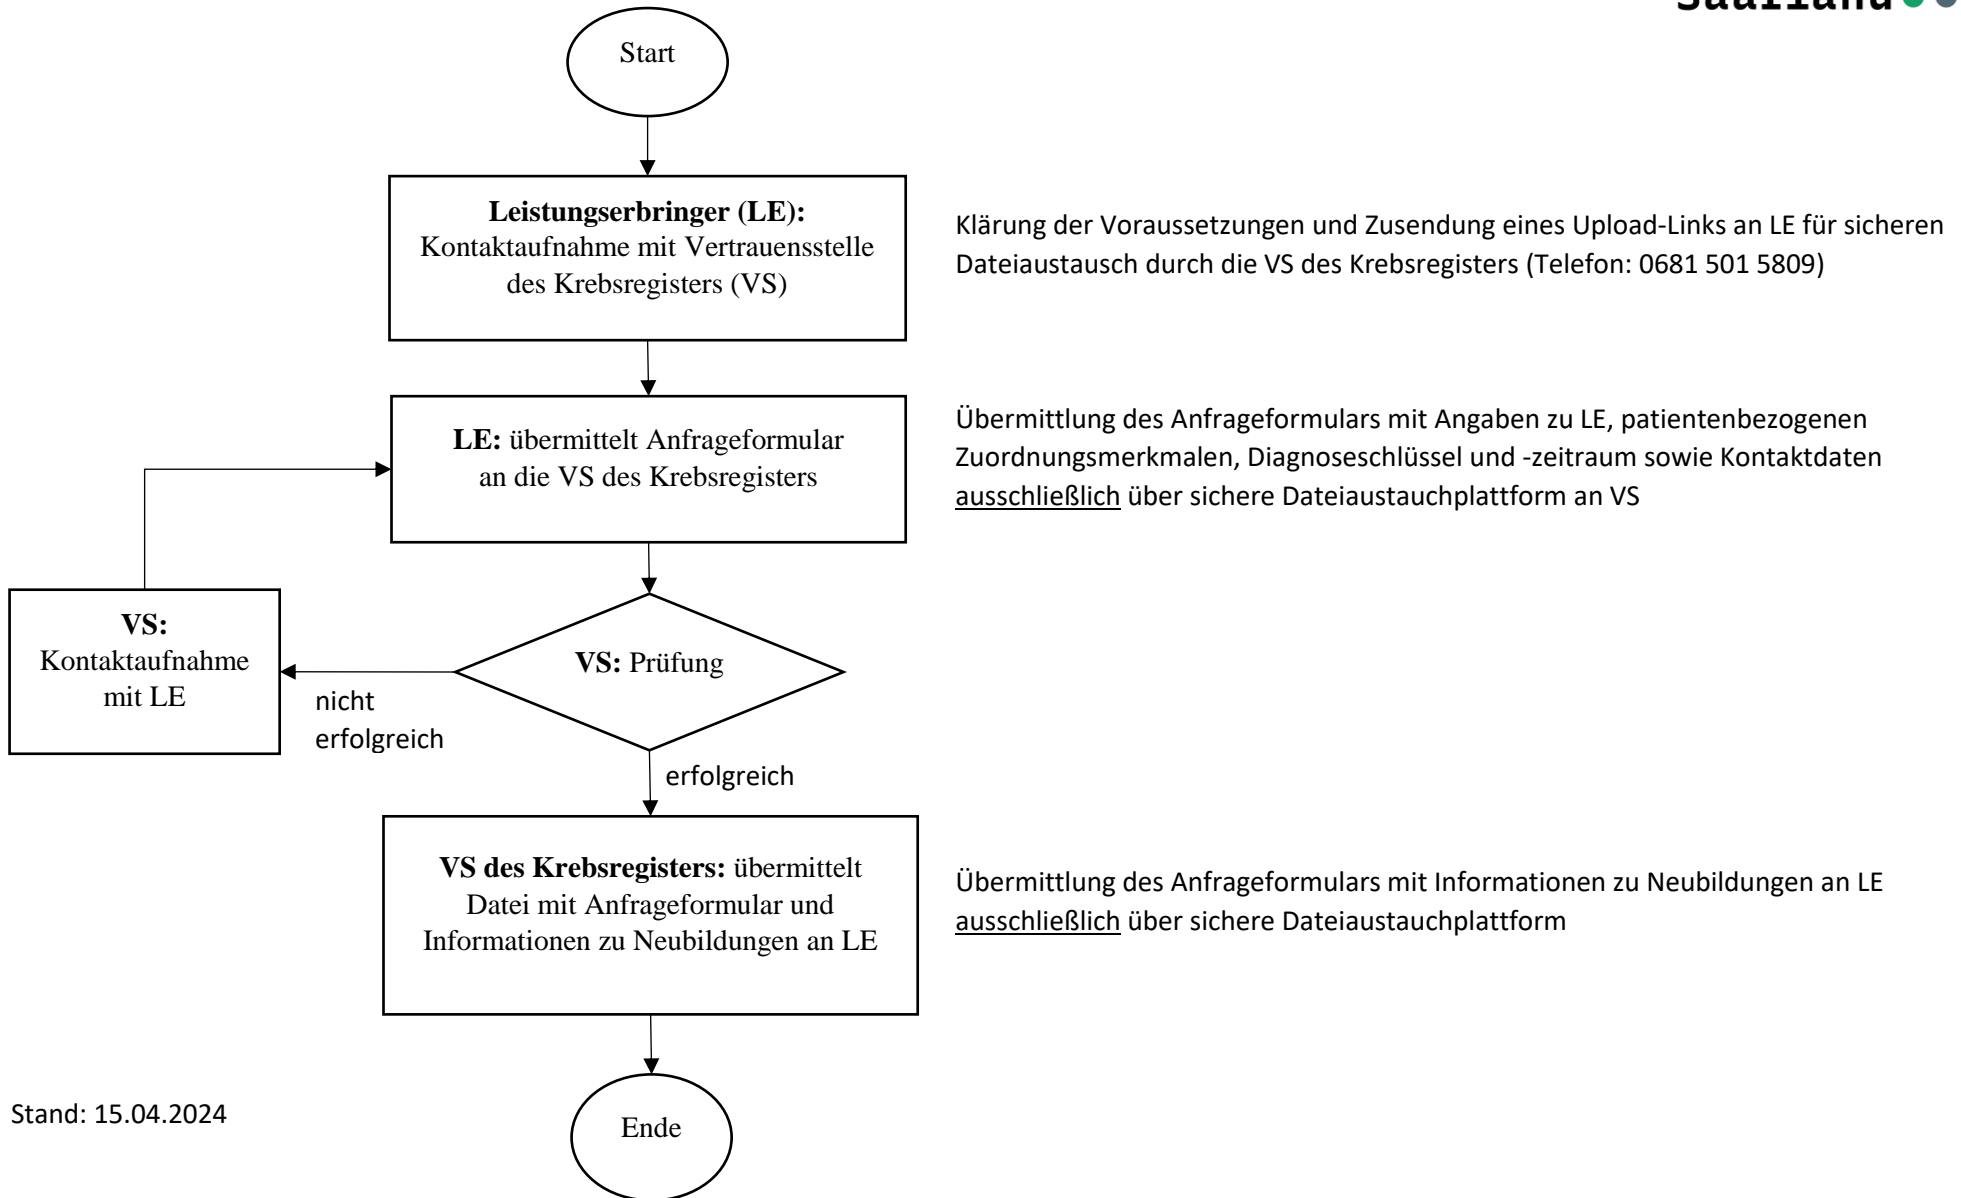 Saarland
Start
Leistungserbringer (LE):
Kontaktaufnahme mit Vertrauensstelle
des Krebsregisters (VS)
Klärung der Voraussetzungen und Zusendung eines Upload-Links an LE für sicheren
Dateiaustausch durch die VS des Krebsregisters (Telefon: 0681 501 5809)
LE: übermittelt Anfrageformular
an die VS des Krebsregisters
Übermittlung des Anfrageformulars mit Angaben zu LE, patientenbezogenen
Zuordnungsmerkmalen, Diagnoseschlüssel und -zeitraum sowie Kontaktdaten
ausschließlich über sichere Dateiaustauchplattform an VS
VS:
Kontaktaufnahme
mit LE
VS: Prüfung
nicht
erfolgreich
erfolgreich
VS des Krebsregisters: übermittelt
Datei mit Anfrageformular und
Informationen zu Neubildungen an LE
Übermittlung des Anfrageformulars mit Informationen zu Neubildungen an LE
ausschließlich über sichere Dateiaustauchplattform
Stand: 15.04.2024
Ende